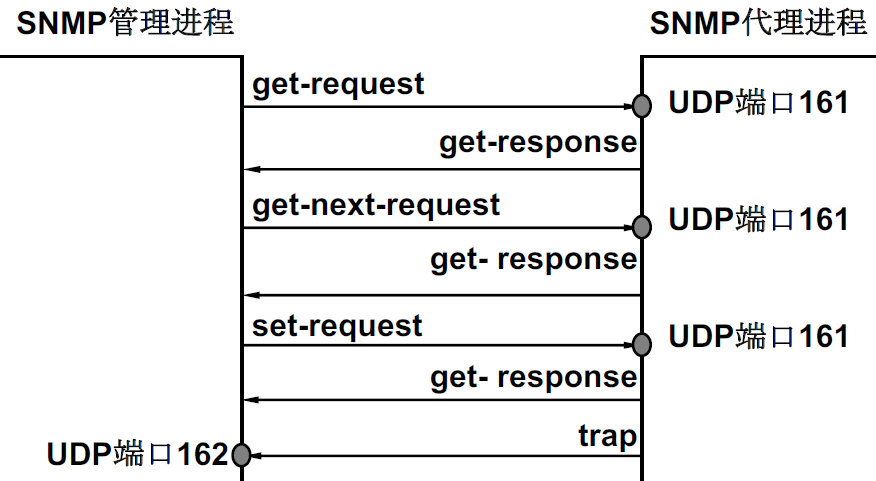 SNMP管理进程
SNMP代理进程
get-request
UDP端口161
get-response
get-next-request
UDP端口161
get- response
set-request
UDP端口161
get- response
trap
UDP端口162